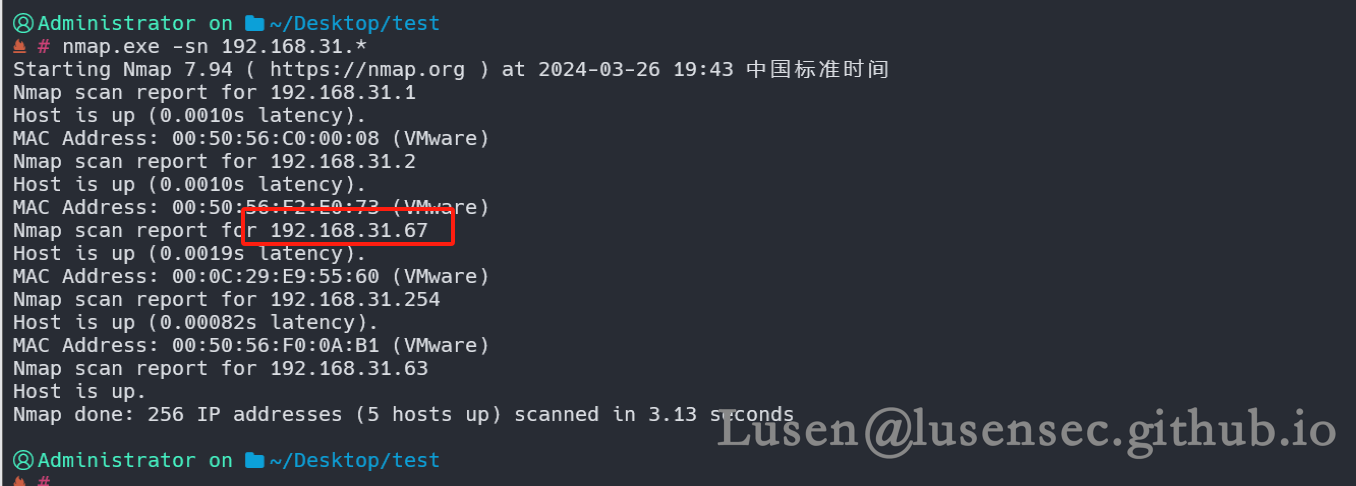 Administrator on ~/Desktop/test
# nmap.exe -sn 192.168.31.*
Starting Nmap 7.94 ( https://nmap.org ) at 2024-03-26 19:43 中国标准时间
Nmap scan report for 192.168.31.1
Host is up (0.0010s latency).
MAC Address: 00:50:56:C0:00:08 (VMware)
Nmap scan report for 192.168.31.2
Host is up (0.0010s latency).
MAC Address: 00:50:56:F2:E0:73 (VMware)
Nmap scan report for 192.168.31.67
Host is up (0.0019s latency).
MAC Address: 00:0C:29:E9:55:60 (VMware)
Nmap scan report for 192.168.31.254
Host is up (0.00082s latency).
MAC Address: 00:50:56:F0:0A:B1 (VMware)
Nmap scan report for 192.168.31.63
Host is up.
Nmap done: 256 IP addresses (5 hosts up) scanned in 3.13 seconds
Lusen@lusensec.github.io
Administrator on ~/Desktop/test
#